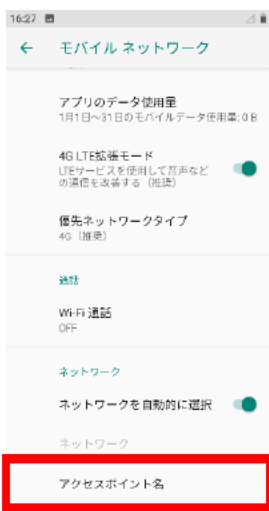 16:27
モバイル ネットワーク
アプリのデータ使用量
1月1日～31日のモバイルデータ使用量: 0 B
4G LTE拡張モード
LTEサービスを使用して音声など
の通信を改善する（推奨）
優先ネットワークタイプ
4G（推奨）
通話
Wi-Fi 通話
OFF
ネットワーク
ネットワークを自動的に選択
ネットワーク
アクセスポイント名